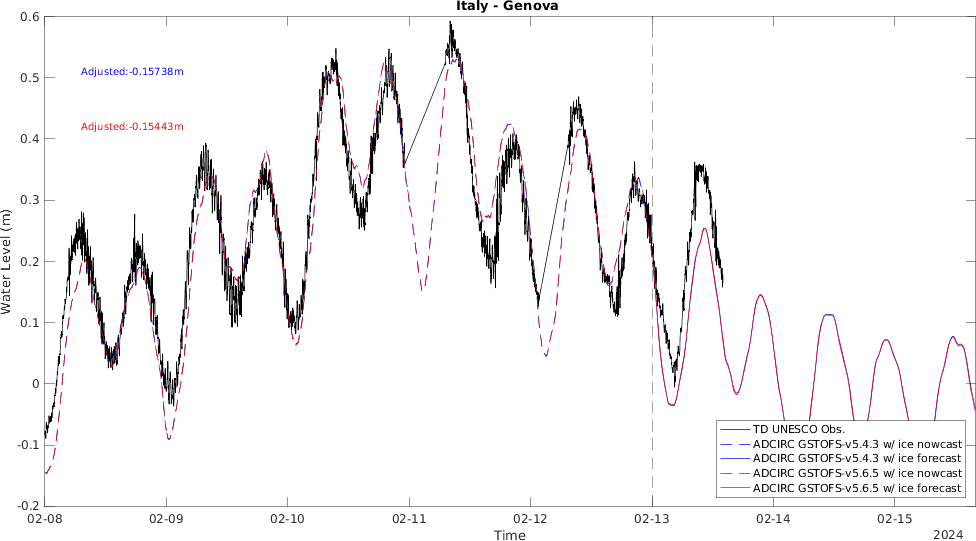 Italy - Genova
0.6
0.5
0.4
0.3
0.2
0.1
0
-0.1
-0.2
Water Level (m)
Adjusted:-0.15738m
Adjusted:-0.15443m
TD UNESCO Obs.
ADCIRC GSTOFS-v5.4.3 w/ ice nowcast
ADCIRC GSTOFS-v5.4.3 w/ ice forecast
ADCIRC GSTOFS-v5.6.5 w/ ice nowcast
ADCIRC GSTOFS-v5.6.5 w/ ice forecast
02-08 02-09 02-10 02-11 02-12 02-13 02-14 02-15
Time
2024